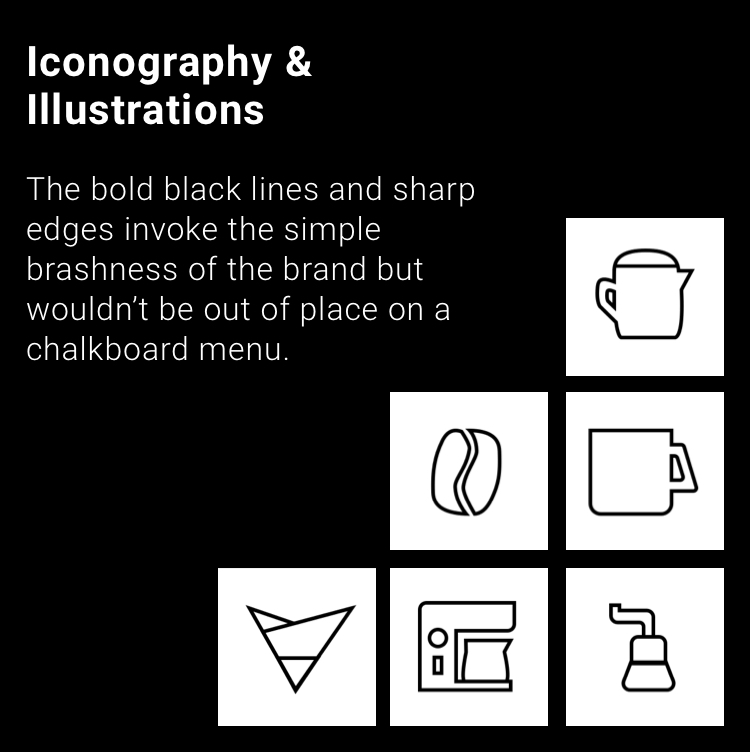 Iconography &
Illustrations
The bold black lines and sharp
edges invoke the simple
brashness of the brand but
wouldn’t be out of place on a
chalkboard menu.